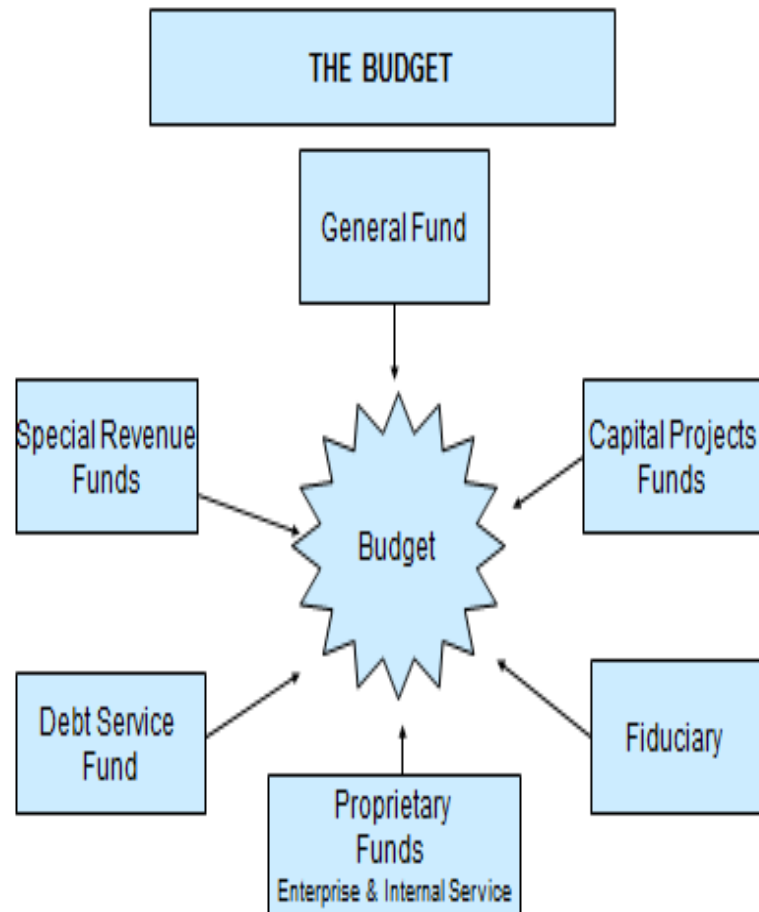 THE BUDGET
General Fund
Special Revenue
Funds
Capital Projects
Funds
Budget
Debt Service
Fund
Fiduciary
Proprietary
Funds
Enterprise & Internal Service